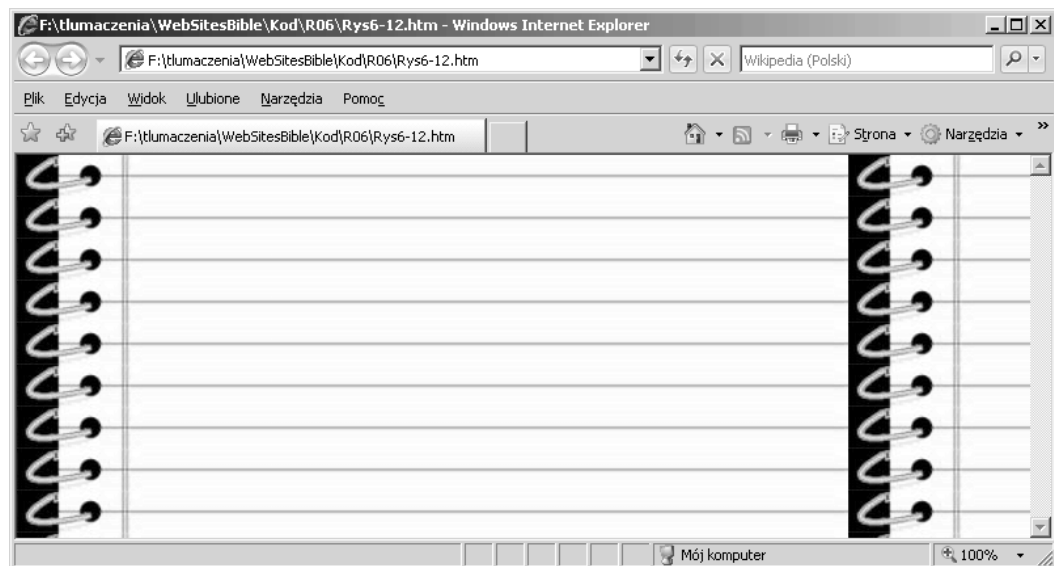 F:\tlumaczenia\WebSitesBible\Kod\R06\Rys6-12.htm - Windows Internet Explorer
F:\tlumaczenia\WebSitesBible\Kod\R06\Rys6-12.htm Wikipedia (Polski)
Plik Edycja Widok Ulubione Narzędzia Pomoc
F:\tlumaczenia\WebSitesBible\Kod\R06\Rys6-12.htm Strona Narzędzia »
Mój komputer 100%